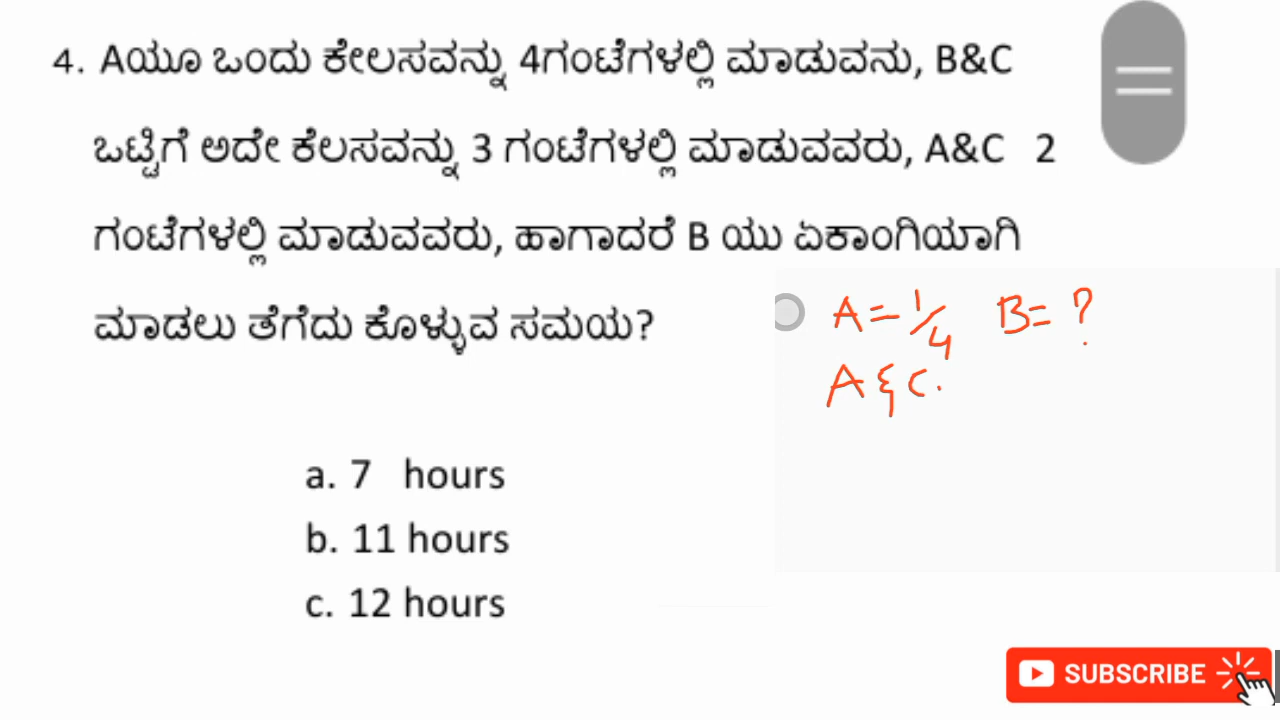 4. Aಯೂ ಒಂದು ಕೇಲಸವನ್ನು 4ಗಂಟೆಗಳಲ್ಲಿ ಮಾಡುವನು, B&C
ಒಟ್ಟಿಗೆ ಅದೇ ಕೆಲಸವನ್ನು 3 ಗಂಟೆಗಳಲ್ಲಿ ಮಾಡುವವರು, A&C 2
ಗಂಟೆಗಳಲ್ಲಿ ಮಾಡುವವರು, ಹಾಗಾದರೆ B ಯು ಏಕಾಂಗಿಯಾಗಿ
ಮಾಡಲು ತೆಗೆದು ಕೊಳ್ಳುವ ಸಮಯ?
A=1/4 B= ?
A & C.
a. 7 hours
b. 11 hours
c. 12 hours
SUBSCRIBE